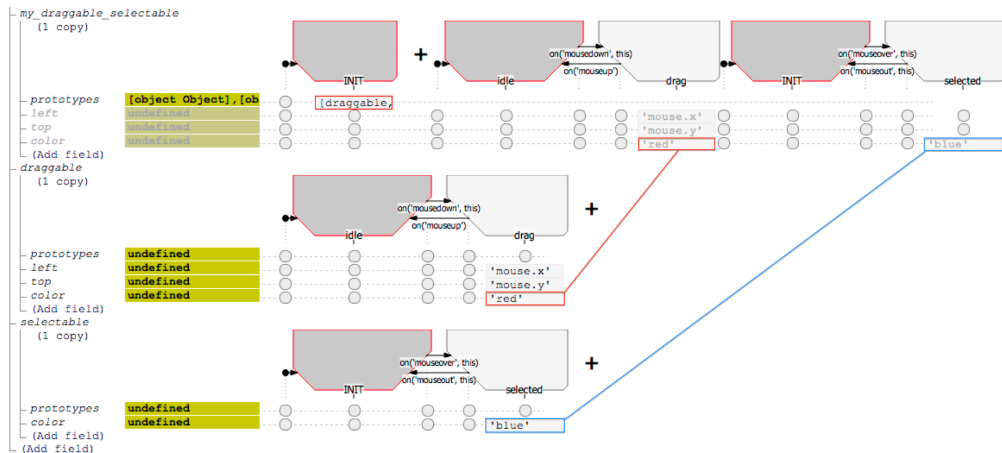 my_draggable_selectable
(1 copy)
on('mousedown', this)
on('mouseup')
on('mouseover', this)
on('mouseout', this)
+
INIT idle drag INIT selected
prototypes [object Object],[ob [draggable,
left undefined 'mouse.x'
top undefined 'mouse.y'
color undefined 'red' 'blue'
(Add field)
draggable
(1 copy)
on('mousedown', this)
on('mouseup')
+
idle drag
prototypes undefined
left undefined 'mouse.x'
top undefined 'mouse.y'
color undefined 'red'
(Add field)
selectable
(1 copy)
on('mouseover', this)
on('mouseout', this)
+
INIT selected
prototypes undefined
color undefined 'blue'
(Add field)
(Add field)